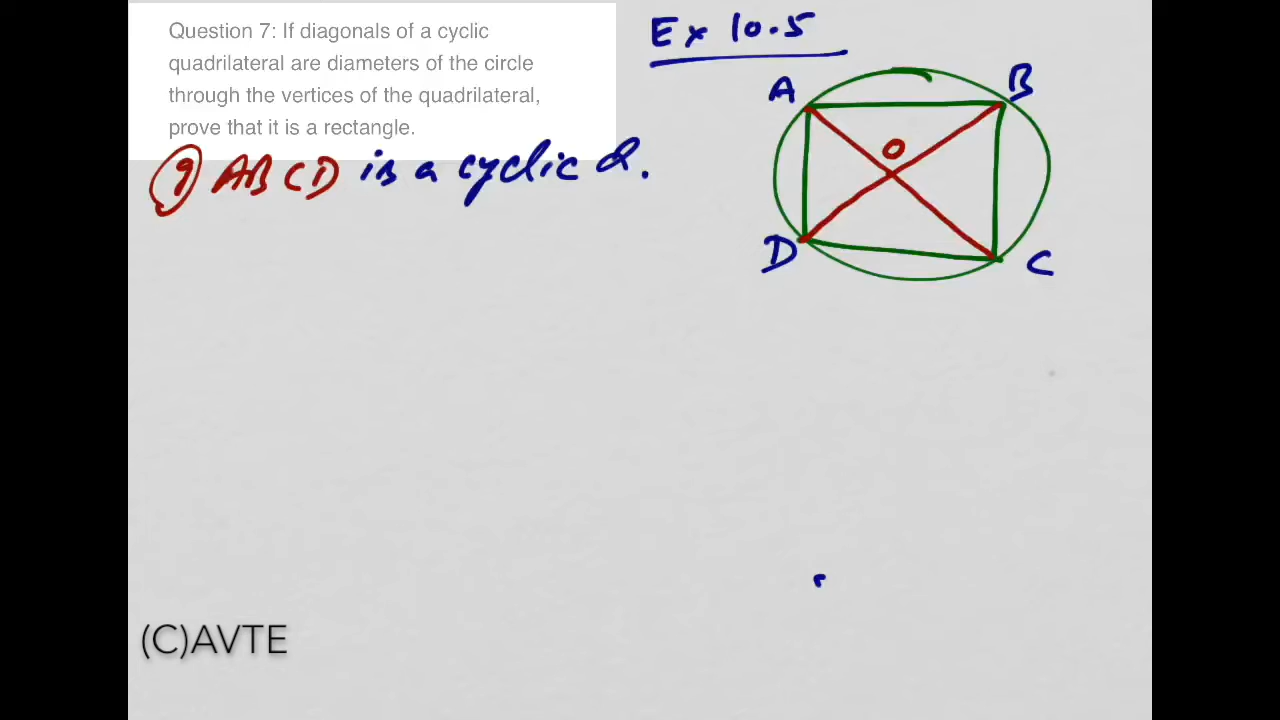 Question 7: If diagonals of a cyclic
quadrilateral are diameters of the circle
through the vertices of the quadrilateral,
prove that it is a rectangle.
Ex 10.5
A
B
O
ABCD is a cyclic
D
C
(C)AVTE